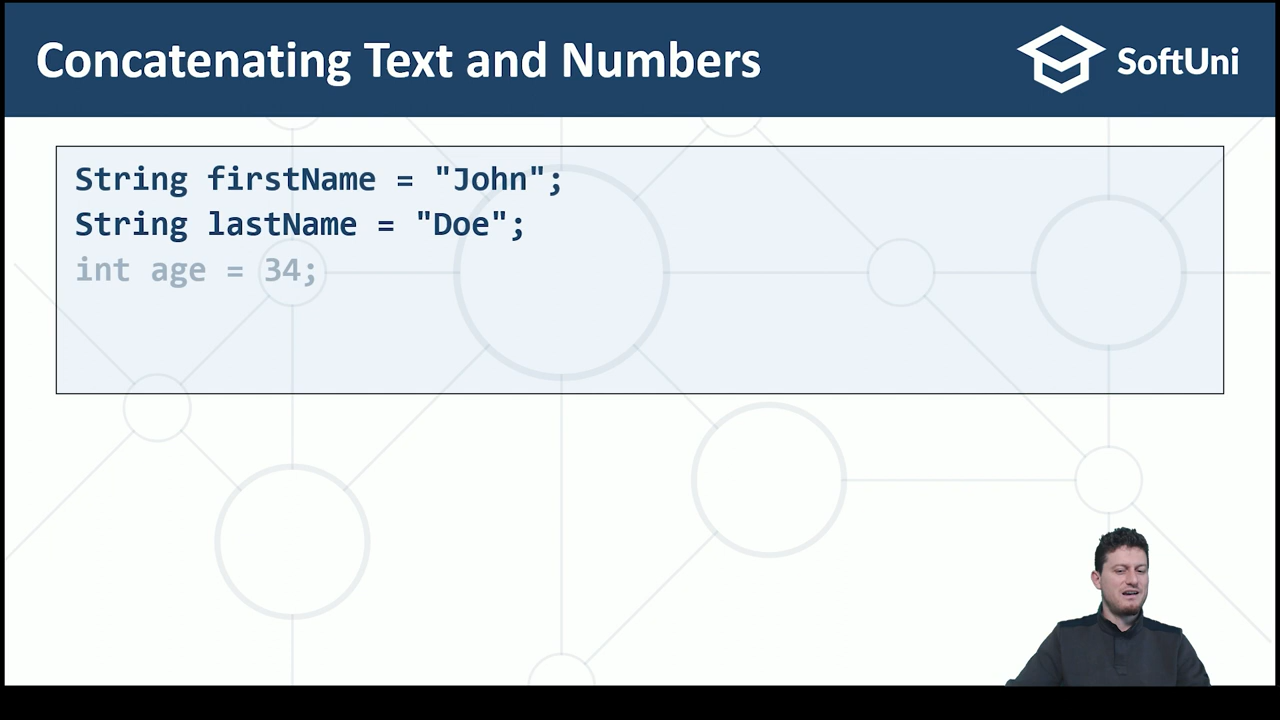 Concatenating Text and Numbers
SoftUni
String firstName = "John";
String lastName = "Doe";
int age = 34;